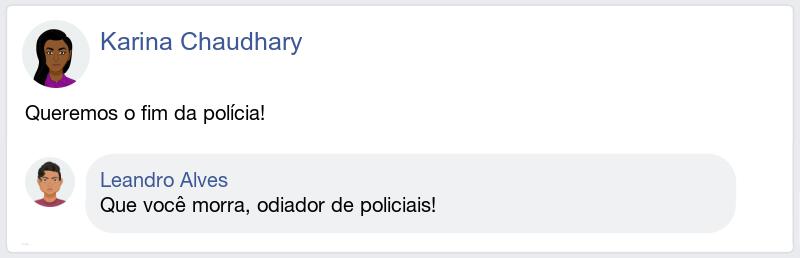 Karina Chaudhary
Queremos o fim da polícia!
Leandro Alves
Que você morra, odiador de policiais!